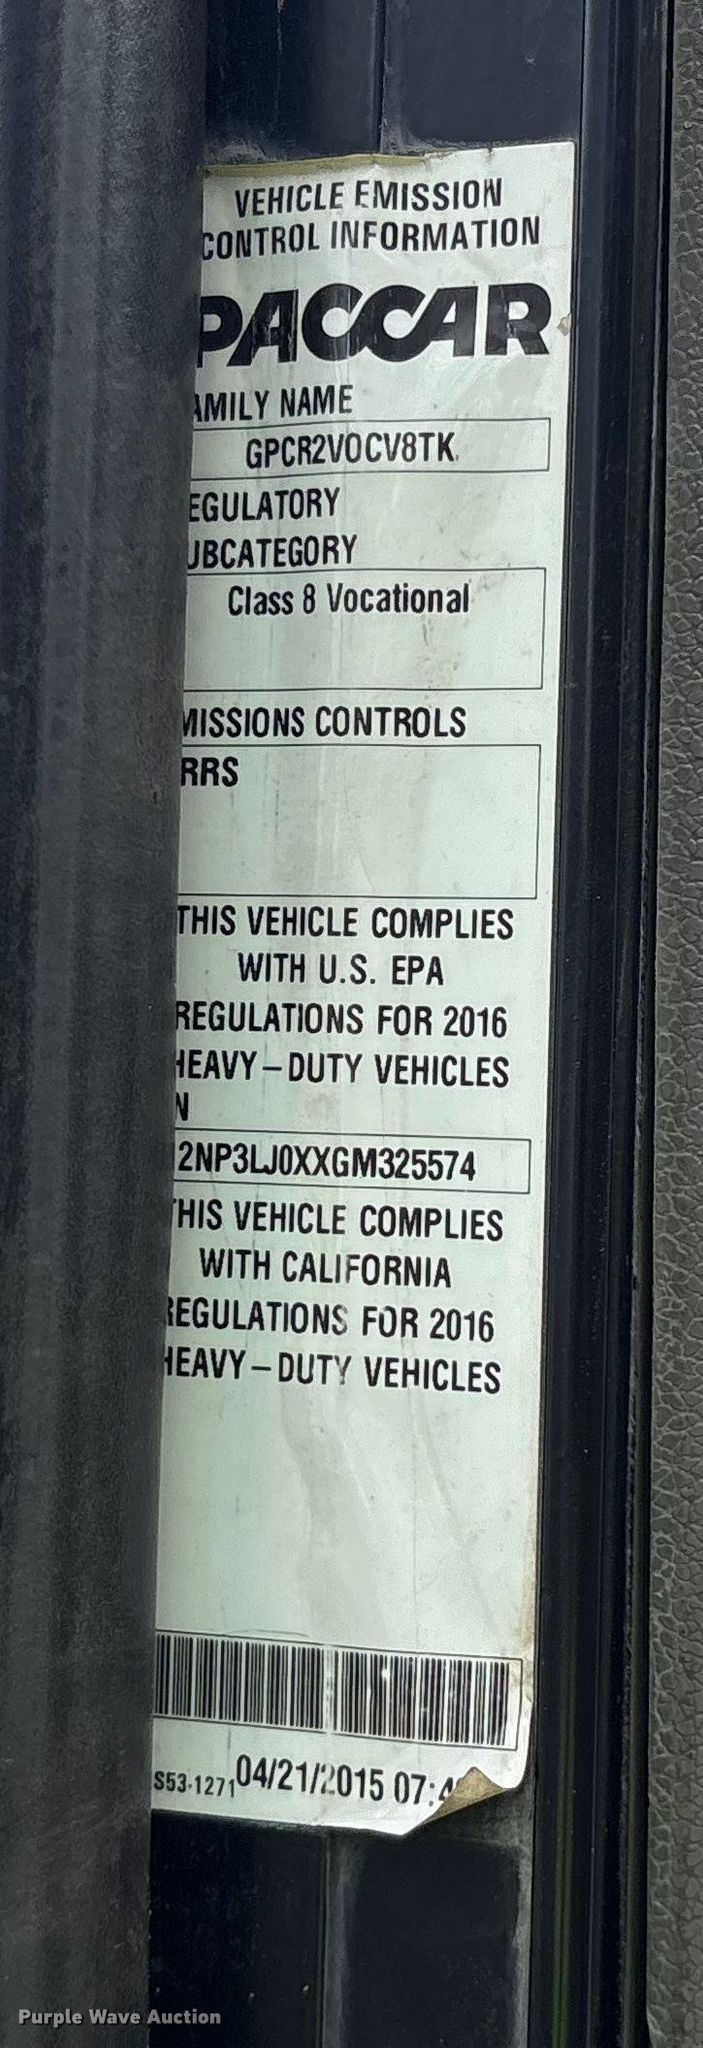 VEHICLE EMISSION
CONTROL INFORMATION
PACCAR
AMILY NAME
GPCR2VOCV8TK
EGULATORY
UBCATEGORY
Class 8 Vocational
MISSIONS CONTROLS
RRS
THIS VEHICLE COMPLIES
WITH U.S. EPA
REGULATIONS FOR 2016
HEAVY-DUTY VEHICLES
N
2NP3LJ0XXGM325574
THIS VEHICLE COMPLIES
WITH CALIFORNIA
REGULATIONS FOR 2016
HEAVY-DUTY VEHICLES
S53-1271 04/21/2015 07:4
Purple Wave Auction